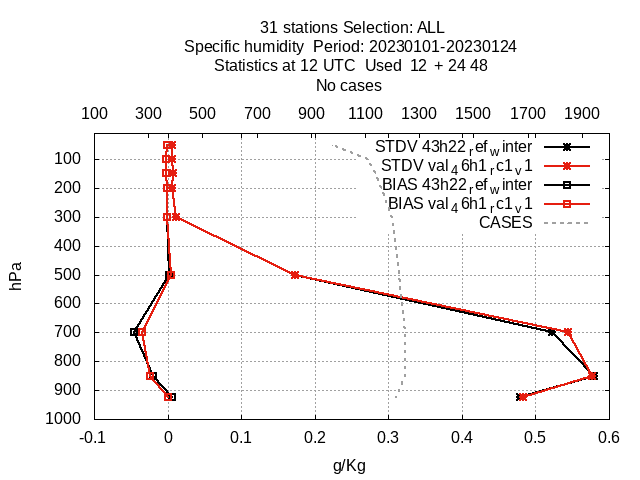 31 stations Selection: ALL
Specific humidity  Period: 20230101-20230124
Statistics at 12 UTC  Used  12  + 24 48
No cases
100 300 500 700 900 1100 1300 1500 1700 1900
STDV 43h22_ref_winter
STDV val_46h1_rc1_v1
BIAS 43h22_ref_winter
BIAS val_46h1_rc1_v1
CASES
100
200
300
400
500
600
700
800
900
1000
hPa
-0.1 0 0.1 0.2 0.3 0.4 0.5 0.6
g/Kg